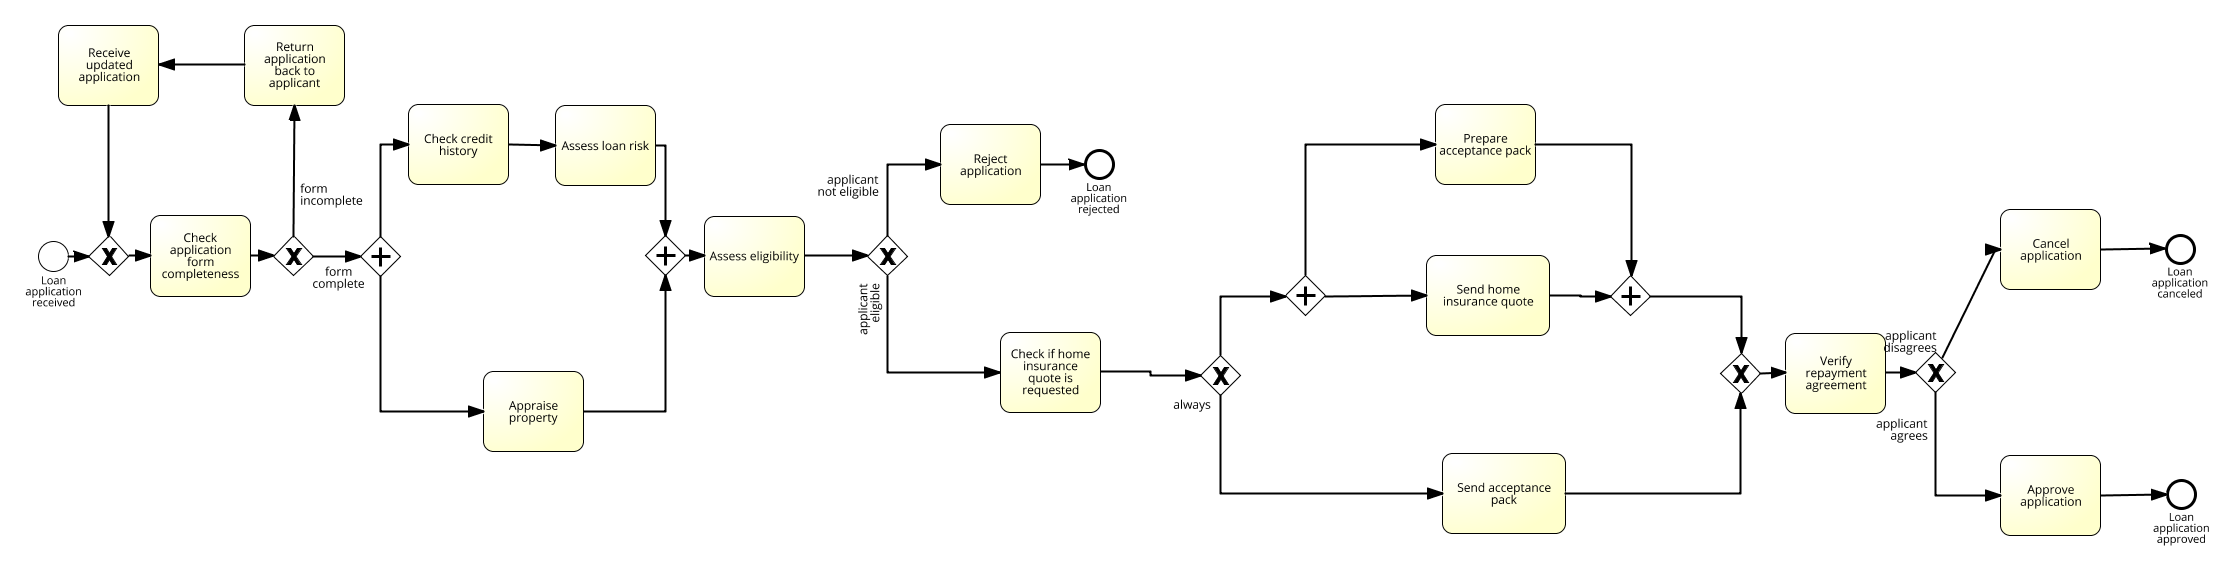 Receive
updated
application
Return
application
back to
applicant
Loan
application
received
Check
application
form
completeness
form
incomplete
form
complete
Check credit
history
Assess loan risk
Appraise
property
Assess eligibility
applicant
not eligible
applicant
eligible
Reject
application
Loan
application
rejected
Check if home
insurance
quote is
requested
always
Prepare
acceptance pack
Send home
insurance quote
Send acceptance
pack
Verify
repayment
agreement
applicant
disagrees
applicant
agrees
Cancel
application
Loan
application
canceled
Approve
application
Loan
application
approved